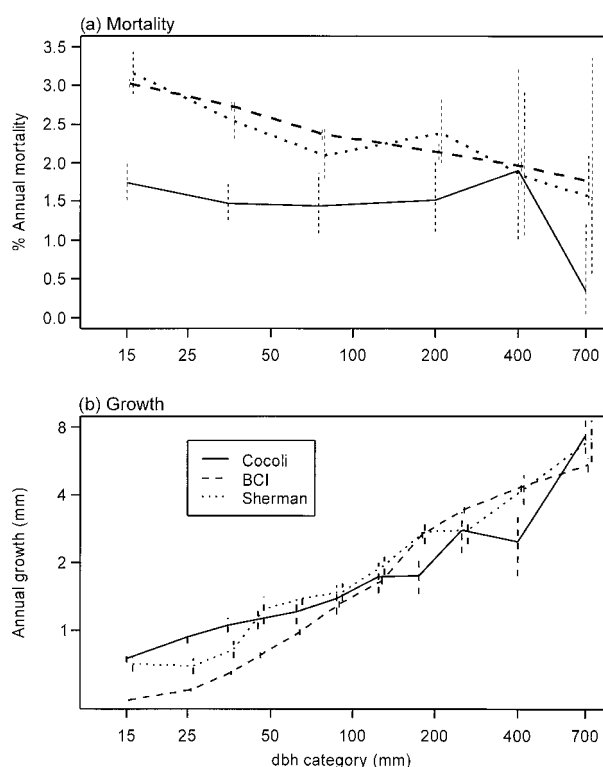 (a) Mortality
3.5
3.0
2.5
2.0
1.5
1.0
0.5
0.0
% Annual mortality
15 25 50 100 200 400 700
(b) Growth
8
4
2
1
Annual growth (mm)
Cocoli
BCI
Sherman
15 25 50 100 200 400 700
dbh category (mm)